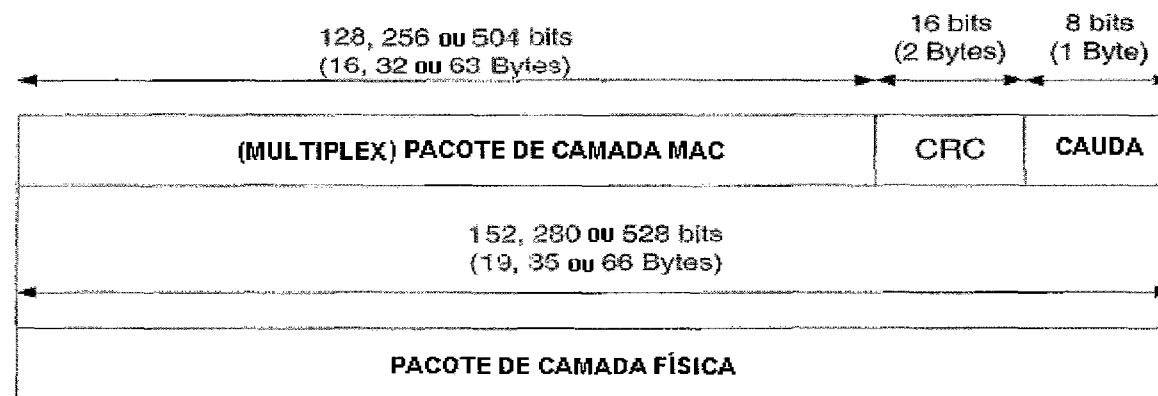 128, 256 ou 504 bits
(16, 32 ou 63 Bytes)
16 bits
(2 Bytes)
8 bits
(1 Byte)
(MULTIPLEX) PACOTE DE CAMADA MAC
CRC
CAUDA
152, 280 ou 528 bits
(19, 35 ou 66 Bytes)
PACOTE DE CAMADA FÍSICA